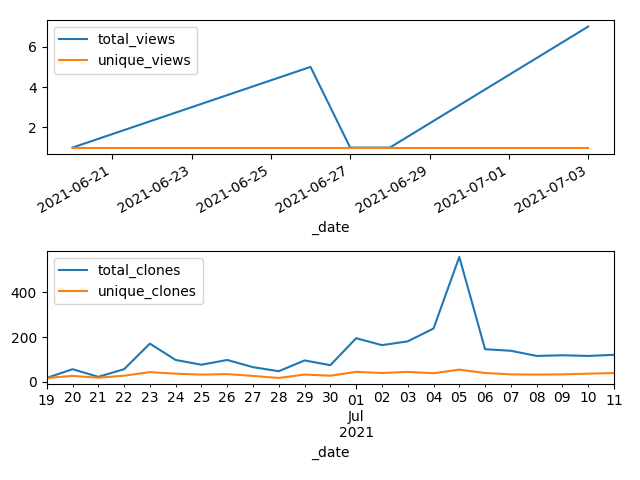 total_views
unique_views
6
4
2
2021-06-21 2021-06-23 2021-06-25 2021-06-27 2021-06-29 2021-07-01 2021-07-03
_date
total_clones
unique_clones
400
200
0
19 20 21 22 23 24 25 26 27 28 29 30 01 02 03 04 05 06 07 08 09 10 11
Jul
2021
_date